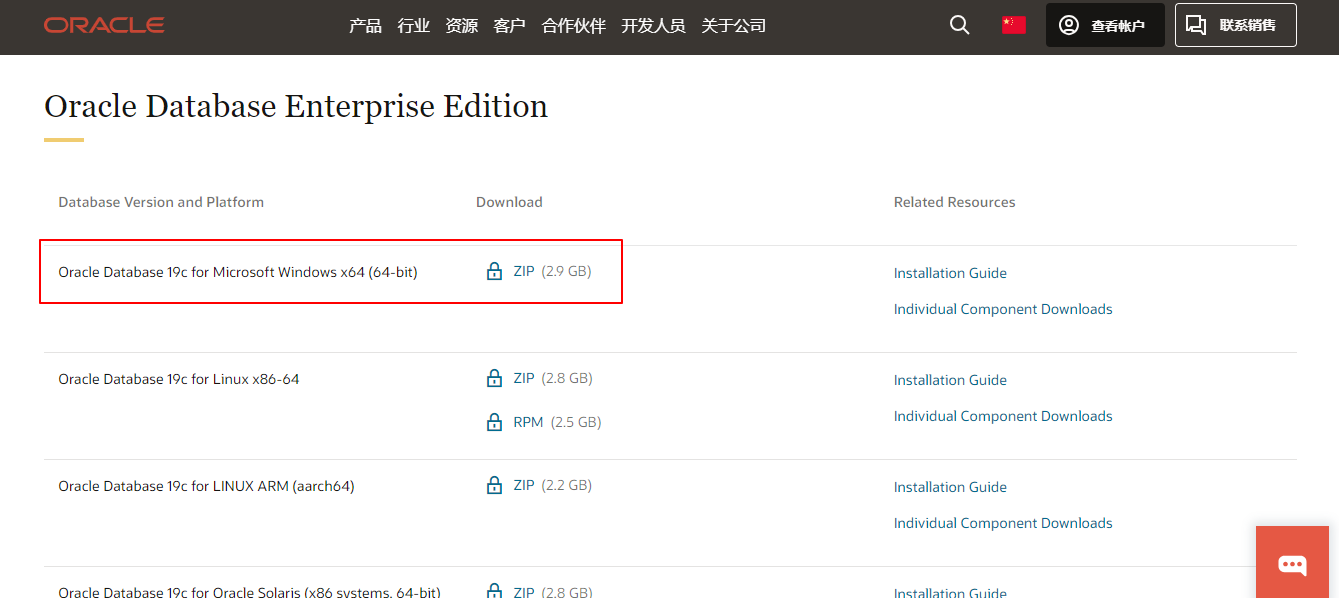 ORACLE 产品 行业 资源 客户 合作伙伴 开发人员 关于公司 查看帐户 联系销售
Oracle Database Enterprise Edition
Database Version and Platform Download Related Resources
Oracle Database 19c for Microsoft Windows x64 (64-bit) ZIP (2.9 GB) Installation Guide
Individual Component Downloads
Oracle Database 19c for Linux x86-64 ZIP (2.8 GB) Installation Guide
RPM (2.5 GB) Individual Component Downloads
Oracle Database 19c for LINUX ARM (aarch64) ZIP (2.2 GB) Installation Guide
Individual Component Downloads
Oracle Database 19c for Oracle Solaris (x86 systems, 64-bit) ZIP (2.8 GB) Installation Guide